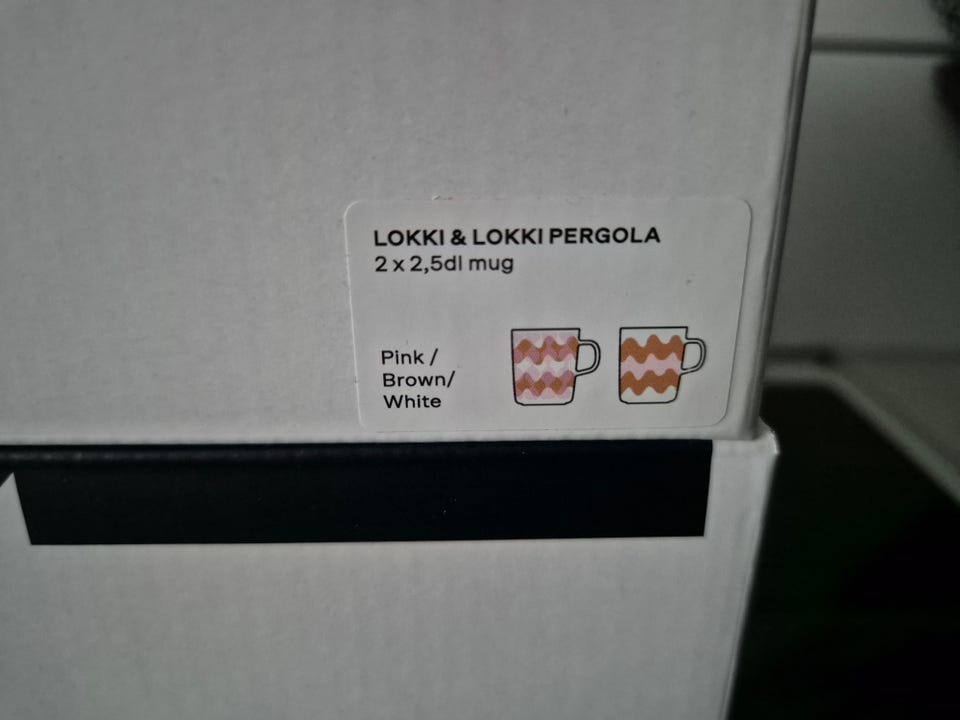 LOKKI & LOKKI PERGOLA
2 x 2,5dl mug
Pink /
Brown/
White